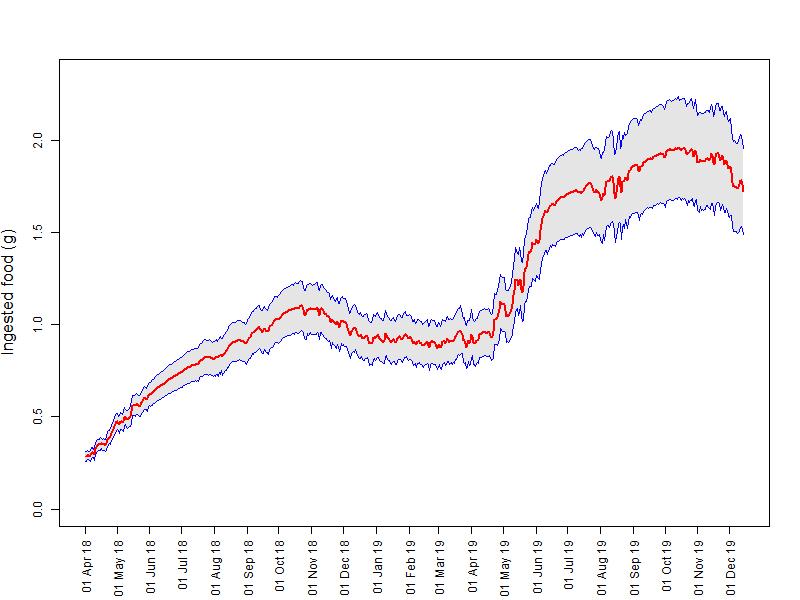 Ingested food (g)
2.0
1.5
1.0
0.5
0.0
01 Apr 18
01 May 18
01 Jun 18
01 Jul 18
01 Aug 18
01 Sep 18
01 Oct 18
01 Nov 18
01 Dec 18
01 Jan 19
01 Feb 19
01 Mar 19
01 Apr 19
01 May 19
01 Jun 19
01 Jul 19
01 Aug 19
01 Sep 19
01 Oct 19
01 Nov 19
01 Dec 19